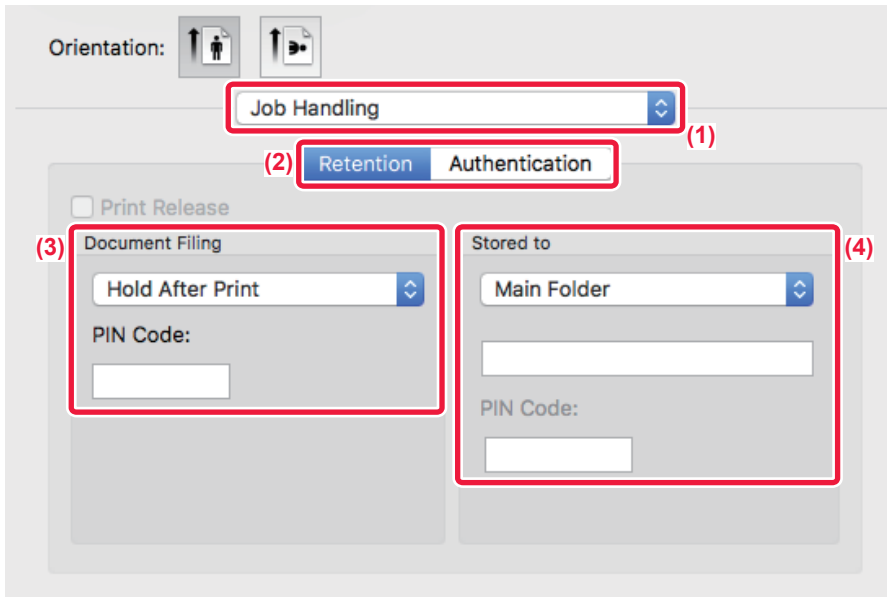 Orientation:
Job Handling
(1)
(2)
Retention
Authentication
Print Release
(3)
Document Filing
Hold After Print
PIN Code:
Stored to
(4)
Main Folder
PIN Code: